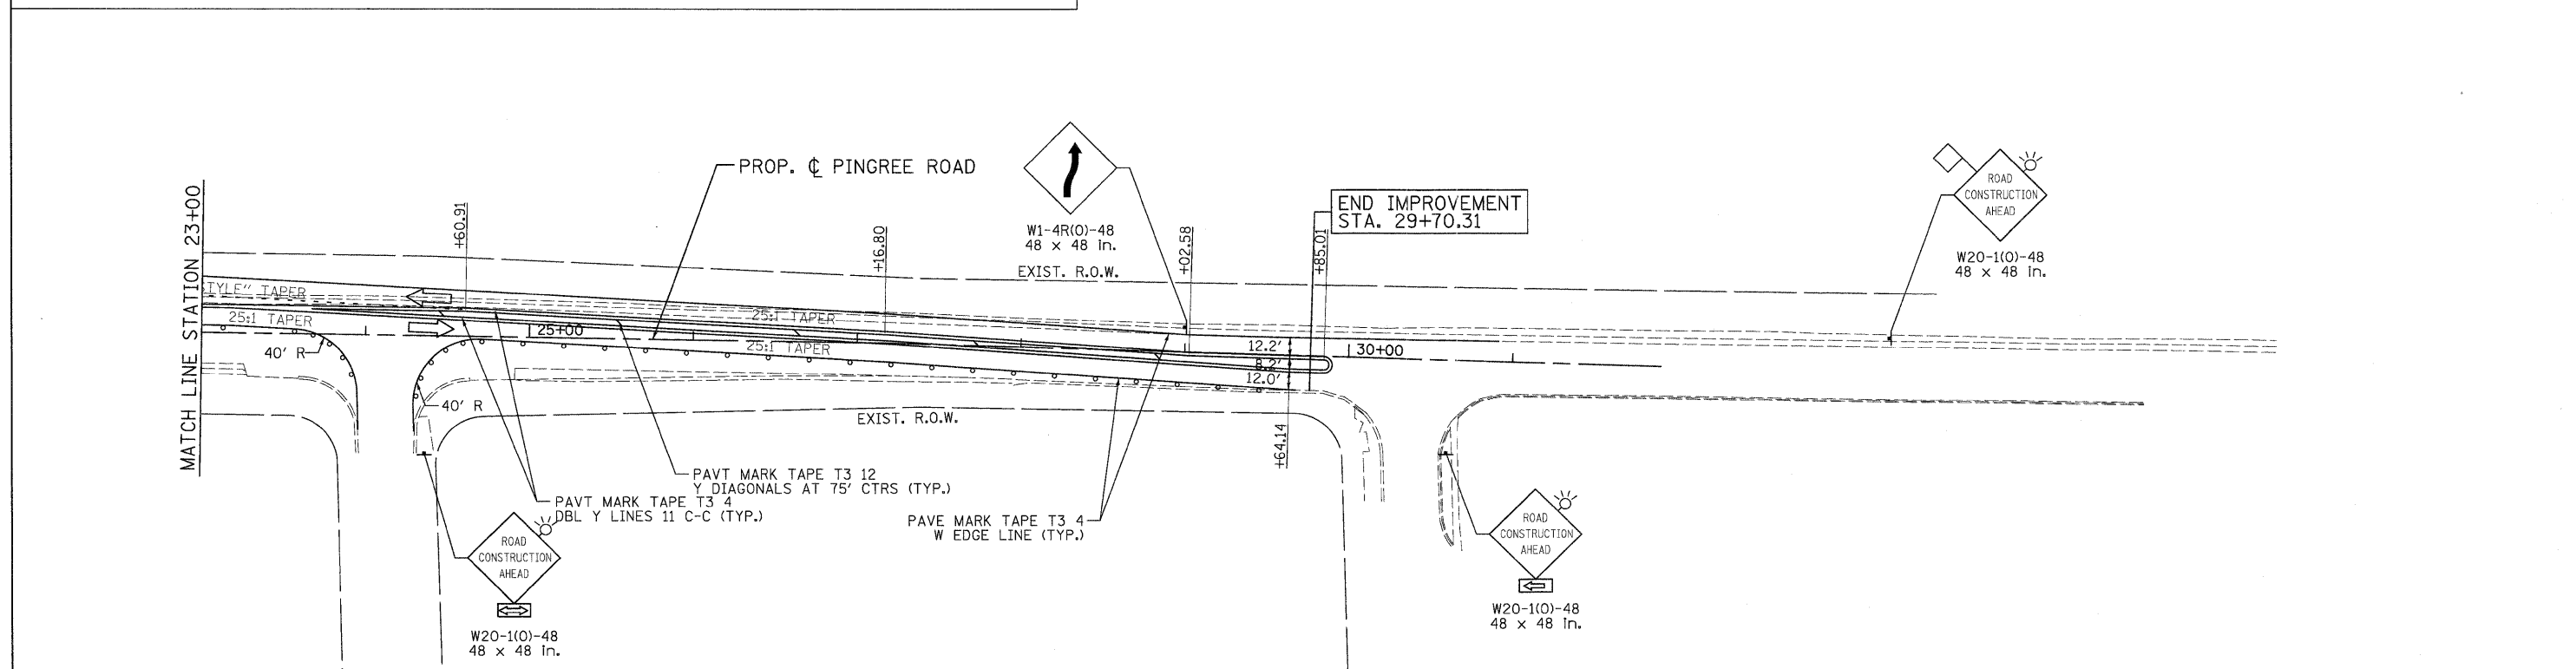 MATCH LINE STATION 23+00
+60.91
PROP. ℄ PINGREE ROAD
+16.80
W1-4R(O)-48
48 x 48 in.
EXIST. R.O.W.
+02.58
END IMPROVEMENT
STA. 29+70.31
+85.01
ROAD
CONSTRUCTION
AHEAD
W20-1(O)-48
48 x 48 in.
STYLE" TAPER
25:1 TAPER
25:1 TAPER
25:1 TAPER
25+00
30+00
12.2'
8.2'
12.0'
40' R
40' R
EXIST. R.O.W.
+64.14
PAVT MARK TAPE T3 12
Y DIAGONALS AT 75' CTRS (TYP.)
PAVT MARK TAPE T3 4
DBL Y LINES 11 C-C (TYP.)
PAVE MARK TAPE T3 4
W EDGE LINE (TYP.)
ROAD
CONSTRUCTION
AHEAD
W20-1(O)-48
48 x 48 in.
ROAD
CONSTRUCTION
AHEAD
W20-1(O)-48
48 x 48 in.